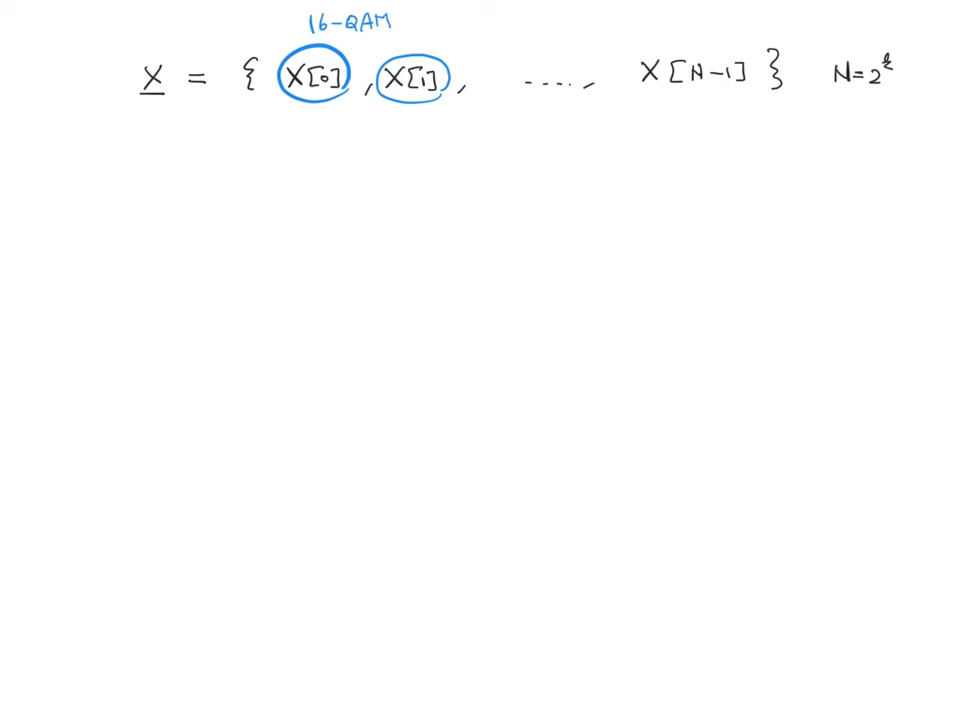 16-QAM
X = { X[0], X[1], ....., X[N-1] } N=2^k